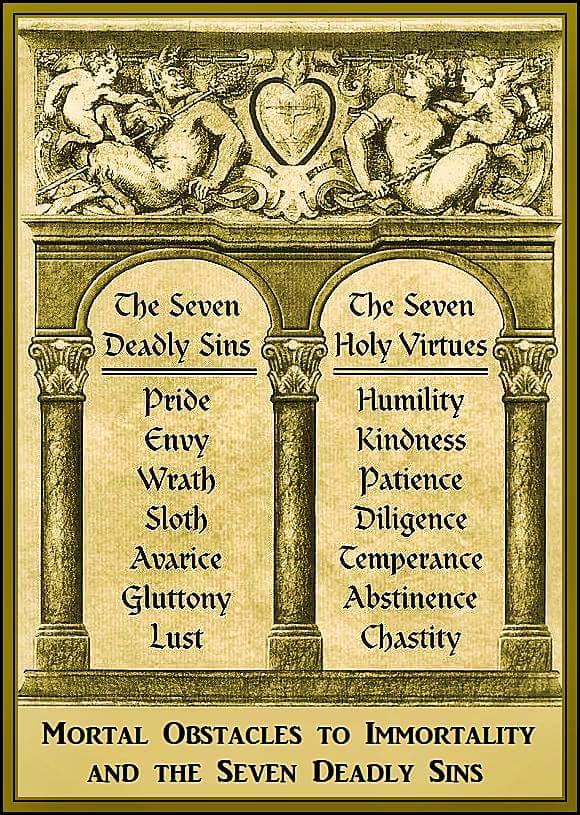 The Seven
Deadly Sins
Pride
Envy
Wrath
Sloth
Avarice
Gluttony
Lust
The Seven
Holy Virtues
Humility
Kindness
Patience
Diligence
Temperance
Abstinence
Chastity
Mortal Obstacles to Immortality
and the Seven Deadly Sins